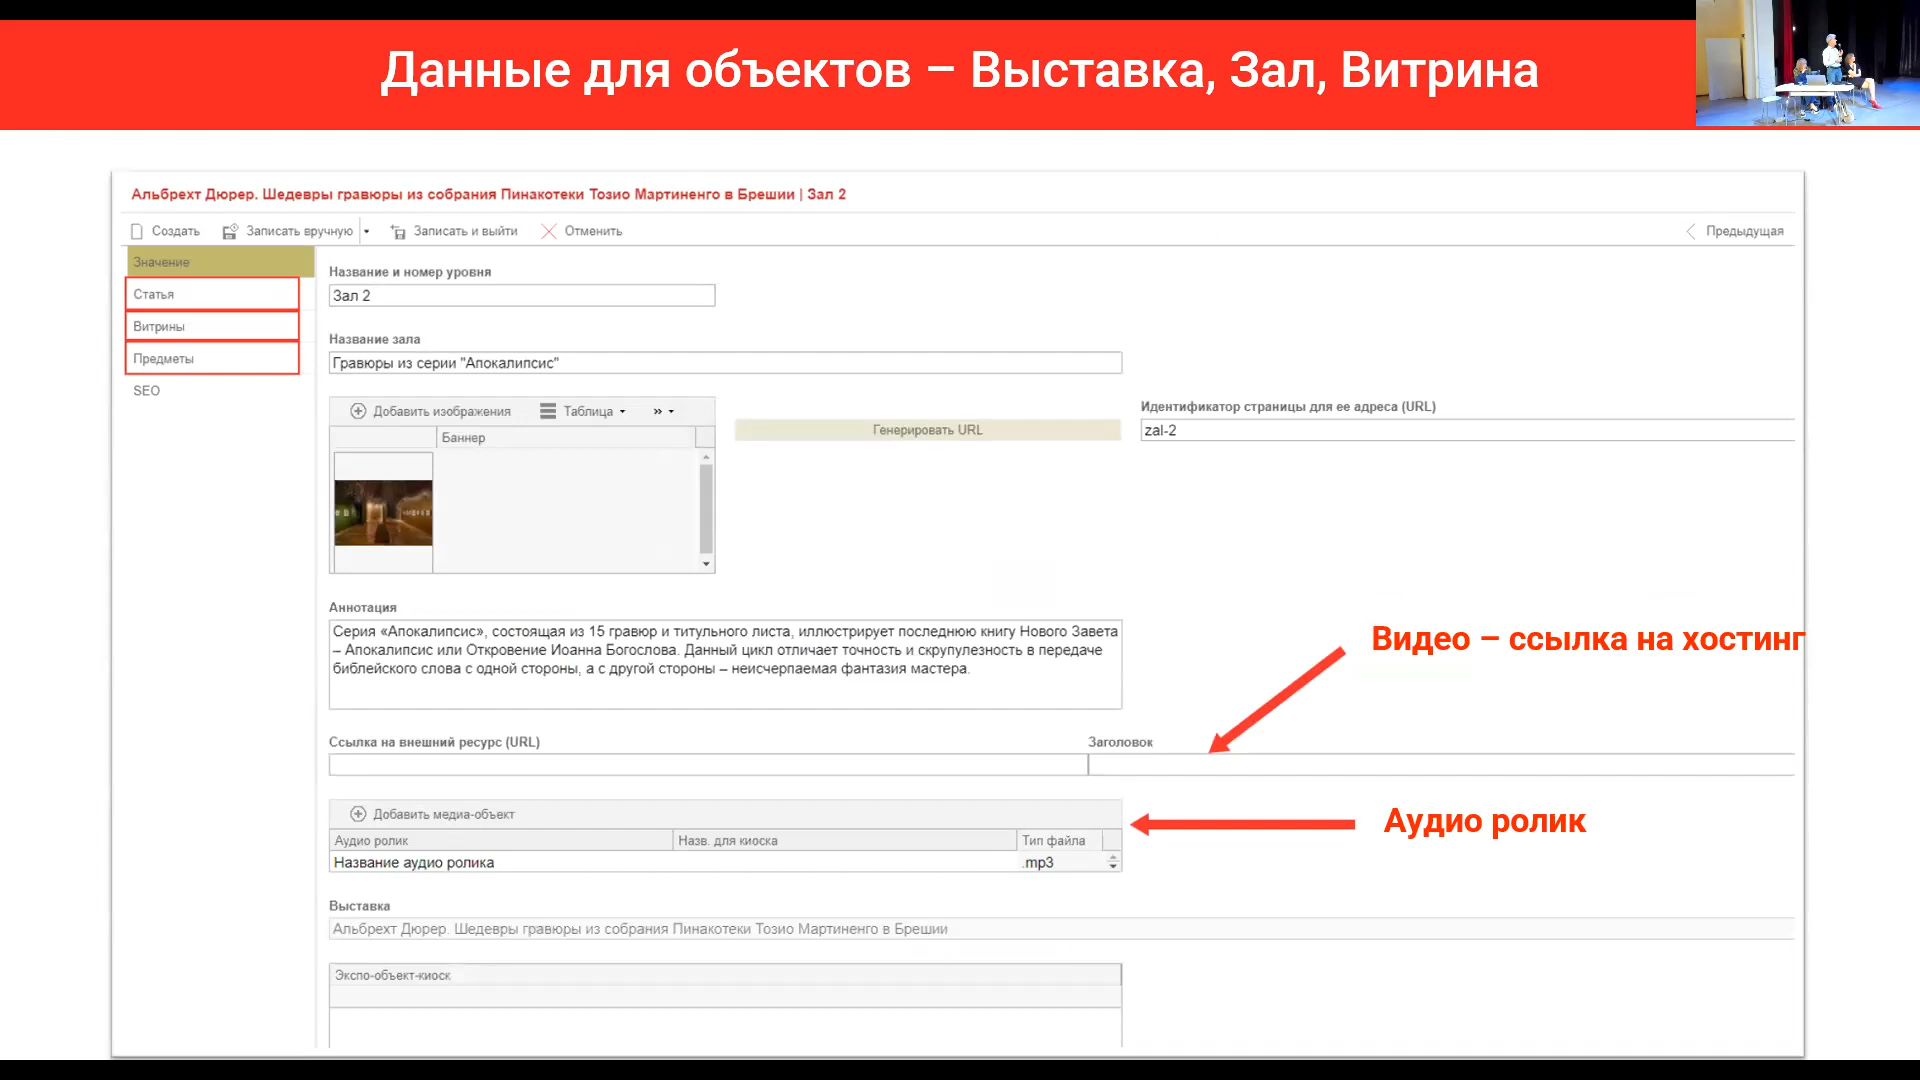 Данные для объектов – Выставка, Зал, Витрина
Альбрехт Дюрер. Шедевры гравюры из собрания Пинакотеки Тозио Мартиненго в Брешии | Зал 2
Создать Записать вручную Записать и выйти Отменить Предыдущая
Значение
Статья
Витрины
Предметы
SEO
Название и номер уровня
Зал 2
Название зала
Гравюры из серии "Апокалипсис"
Добавить изображения Таблица »
Баннер
Генерировать URL
Идентификатор страницы для ее адреса (URL)
zal-2
Аннотация
Серия «Апокалипсис», состоящая из 15 гравюр и титульного листа, иллюстрирует последнюю книгу Нового Завета
– Апокалипсис или Откровение Иоанна Богослова. Данный цикл отличает точность и скрупулезность в передаче
библейского слова с одной стороны, а с другой стороны – неисчерпаемая фантазия мастера.
Видео – ссылка на хостинг
Ссылка на внешний ресурс (URL) Заголовок
Добавить медиа-объект
Аудио ролик Назв. для киоска Тип файла
Название аудио ролика .mp3
Аудио ролик
Выставка
Альбрехт Дюрер. Шедевры гравюры из собрания Пинакотеки Тозио Мартиненго в Брешии
Экспо-объект-киоск